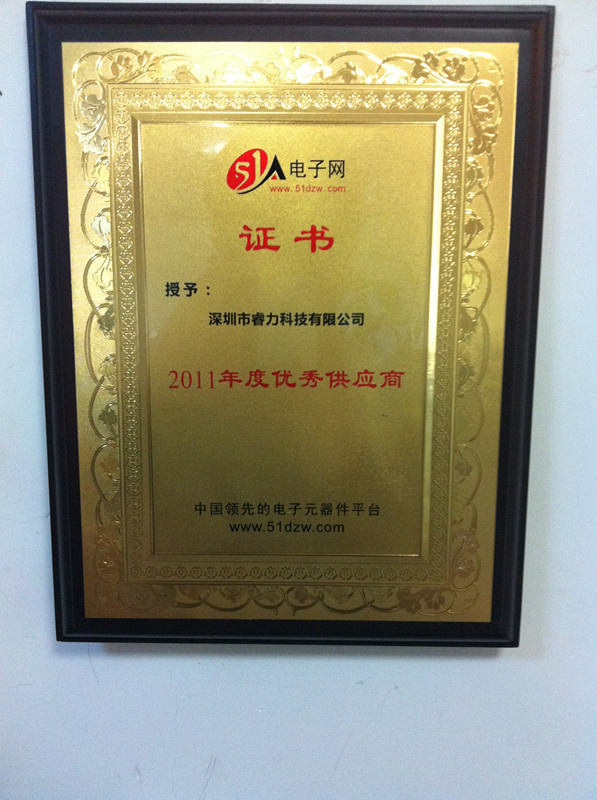 51 电子网
www.51dzw.com
证书
授予：
深圳市睿力科技有限公司
2011年度优秀供应商
中国领先的电子元器件平台
www.51dzw.com